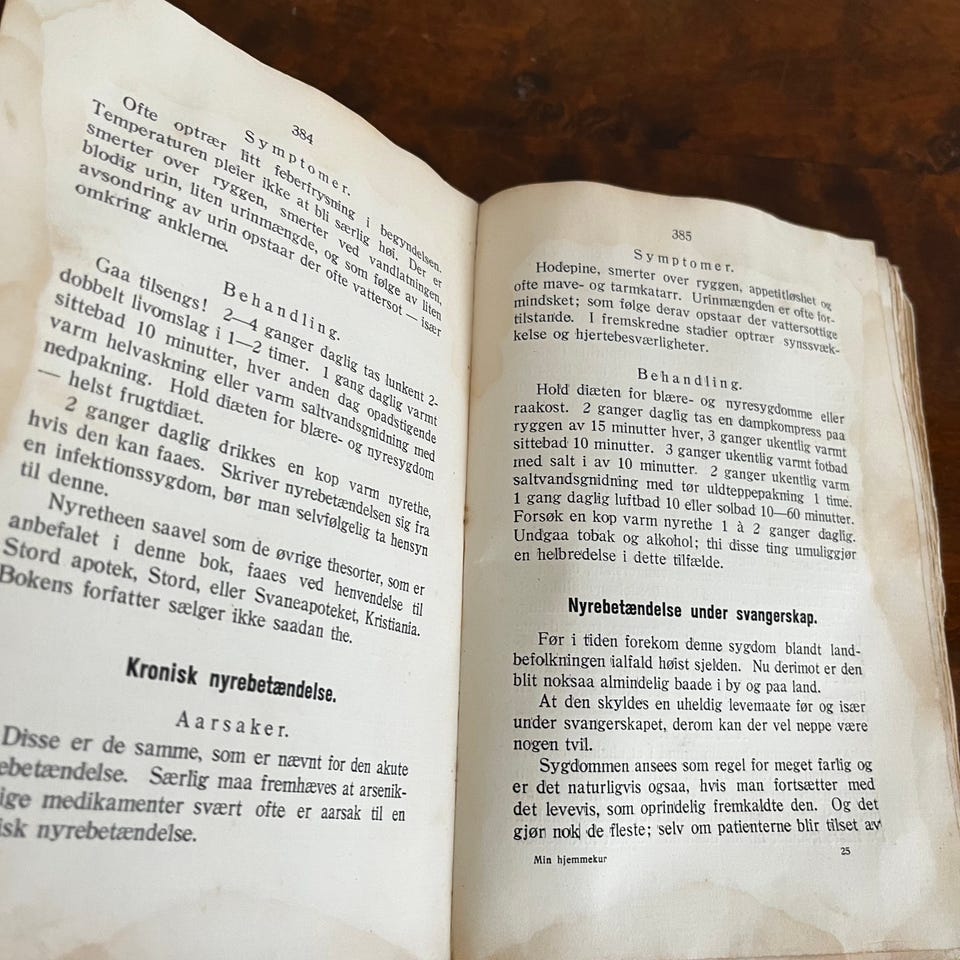 384
Symptomer.
Ofte optrær litt feberfrysning i begyndelsen.
Temperaturen pleier ikke at bli særlig høi. Der er
smerter over ryggen, smerter ved vandlatningen,
blodig urin, liten urinmængde, og som følge av liten
avsondring av urin opstaar der ofte vattersot — især
omkring anklerne.
Behandling.
Gaa tilsengs! 2—4 ganger daglig tas lunkent 2-
dobbelt livomslag i 1—2 timer. 1 gang daglig varmt
sittebad 10 minutter, hver anden dag opadstigende
varm helvaskning eller varm saltvandsgnidning med
nedpakning. Hold diæten for blære- og nyresygdom
— helst frugtdiæt.
2 ganger daglig drikkes en kop varm nyrethe,
hvis den kan faaes. Skriver nyrebetændelsen sig fra
en infektionssygdom, bør man selvfølgelig ta hensyn
til denne.
Nyretheen saavel som de øvrige thesorter, som er
anbefalet i denne bok, faaes ved henvendelse til
Stord apotek, Stord, eller Svaneapoteket, Kristiania.
Bokens forfatter sælger ikke saadan the.
Kronisk nyrebetændelse.
Aarsaker.
Disse er de samme, som er nævnt for den akute
ebetændelse. Særlig maa fremhæves at arsenik-
ige medikamenter svært ofte er aarsak til en
isk nyrebetændelse.
385
Symptomer.
Hodepine, smerter over ryggen, appetitløshet og
ofte mave- og tarmkatarr. Urinmængden er ofte for-
mindsket; som følge derav opstaar der vattersottige
tilstande. I fremskredne stadier optrær synssvæk-
kelse og hjertebesværligheter.
Behandling.
Hold diæten for blære- og nyresygdomme eller
raakost. 2 ganger daglig tas en dampkompress paa
ryggen av 15 minutter hver, 3 ganger ukentlig varmt
sittebad 10 minutter. 3 ganger ukentlig varmt fotbad
med salt i av 10 minutter. 2 ganger ukentlig varm
saltvandsgnidning med tør uldteppepakning 1 time.
1 gang daglig luftbad 10 eller solbad 10—60 minutter.
Forsøk en kop varm nyrethe 1 à 2 ganger daglig.
Undgaa tobak og alkohol; thi disse ting umuliggjør
en helbredelse i dette tilfælde.
Nyrebetændelse under svangerskap.
Før i tiden forekom denne sygdom blandt land-
befolkningen ialfald høist sjelden. Nu derimot er den
blit noksaa almindelig baade i by og paa land.
At den skyldes en uheldig levemaate før og især
under svangerskapet, derom kan der vel neppe være
nogen tvil.
Sygdommen ansees som regel for meget farlig og
er det naturligvis ogsaa, hvis man fortsætter med
det levevis, som oprindelig fremkaldte den. Og det
gjør nok de fleste; selv om patienterne blir tilset av
Min hjemmekur 25